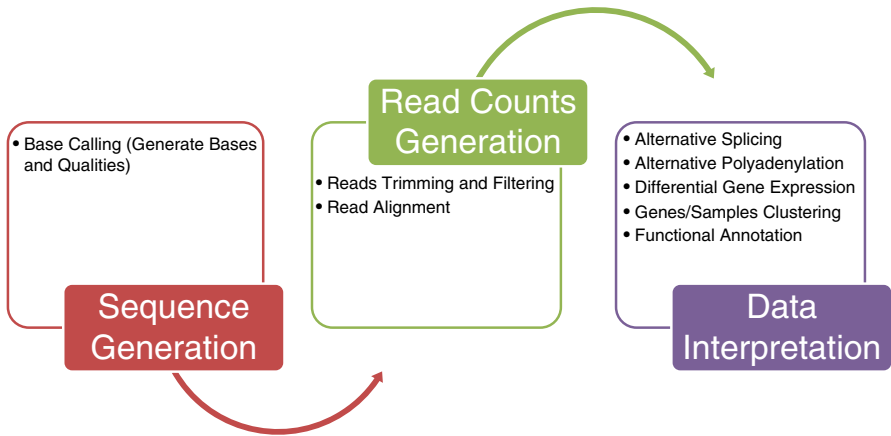 • Base Calling (Generate Bases
and Qualities)
Sequence
Generation
Read Counts
Generation
• Reads Trimming and Filtering
• Read Alignment
• Alternative Splicing
• Alternative Polyadenylation
• Differential Gene Expression
• Genes/Samples Clustering
• Functional Annotation
Data
Interpretation